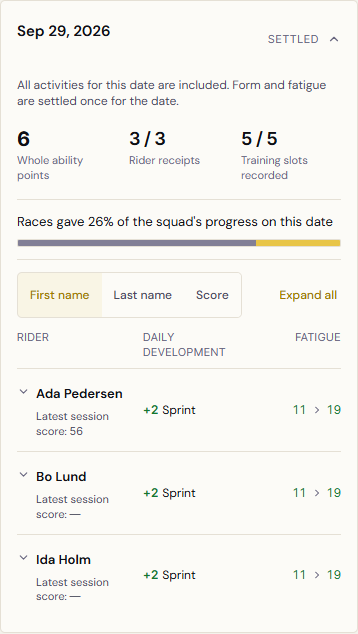 Sep 29, 2026
SETTLED
All activities for this date are included. Form and fatigue
are settled once for the date.
6
Whole ability
points
3 / 3
Rider receipts
5 / 5
Training slots
recorded
Races gave 26% of the squad's progress on this date
First name
Last name
Score
Expand all
RIDER
DAILY
DEVELOPMENT
FATIGUE
Ada Pedersen
Latest session
score: 56
+2 Sprint
11 > 19
Bo Lund
Latest session
score: —
+2 Sprint
11 > 19
Ida Holm
Latest session
score: —
+2 Sprint
11 > 19